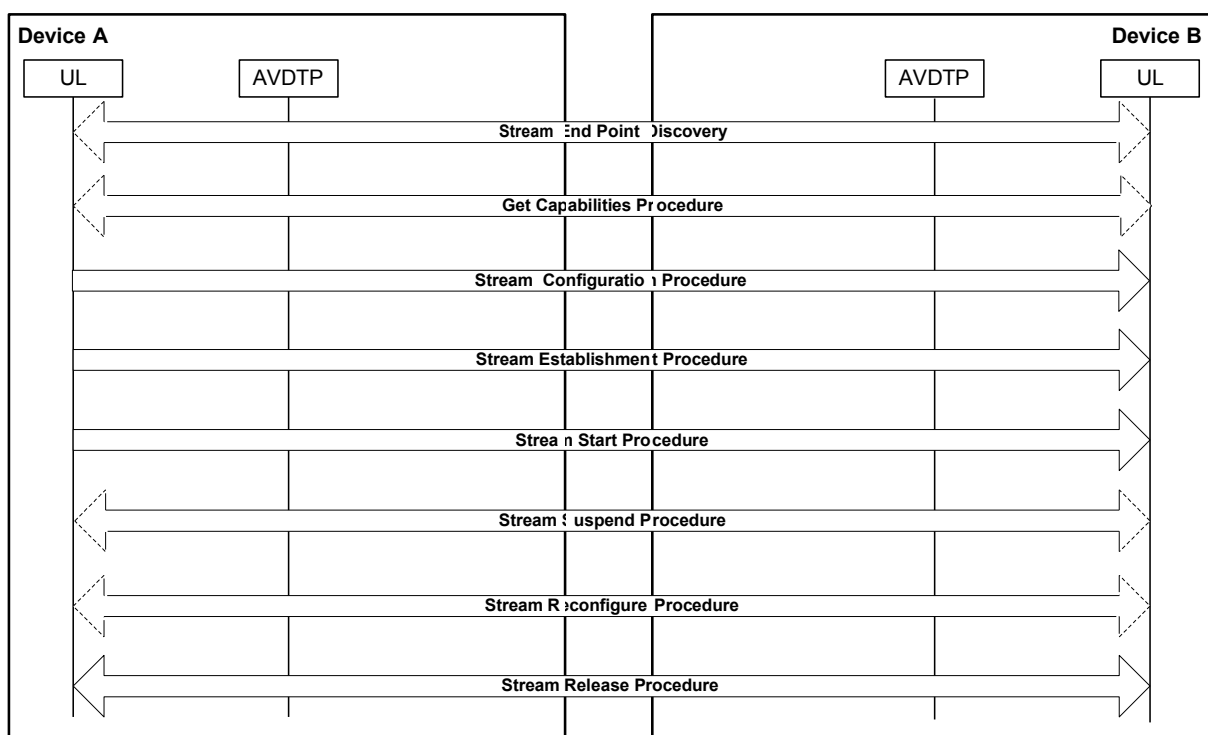 Device A
Device B
UL
AVDTP
AVDTP
UL
Stream End Point Discovery
Get Capabilities Procedure
Stream Configuration Procedure
Stream Establishment Procedure
Stream Start Procedure
Stream Suspend Procedure
Stream Reconfigure Procedure
Stream Release Procedure